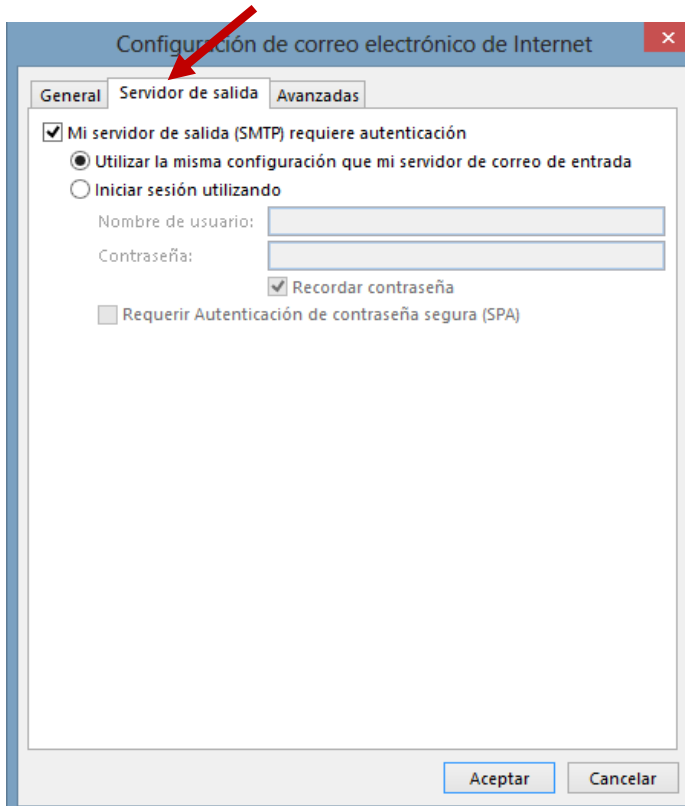 Configuración de correo electrónico de Internet
General Servidor de salida Avanzadas
Mi servidor de salida (SMTP) requiere autenticación
Utilizar la misma configuración que mi servidor de correo de entrada
Iniciar sesión utilizando
Nombre de usuario:
Contraseña:
Recordar contraseña
Requerir Autenticación de contraseña segura (SPA)
Aceptar Cancelar